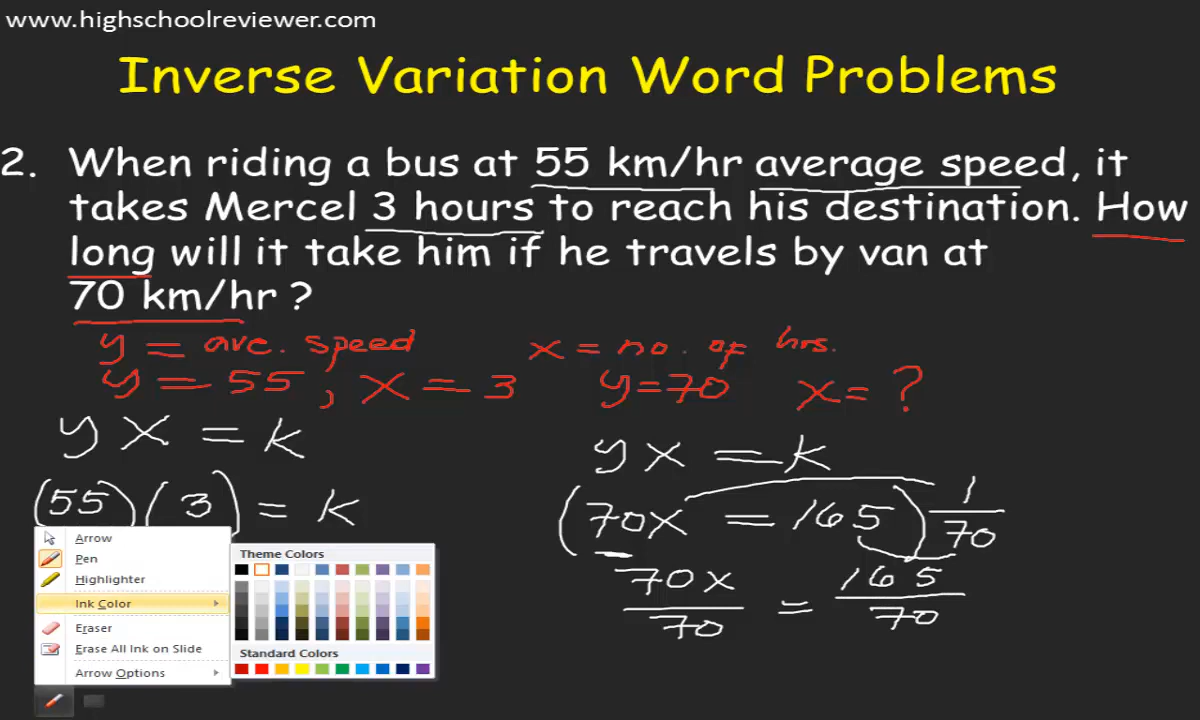 www.highschoolreviewer.com
Inverse Variation Word Problems
2. When riding a bus at 55 km/hr average speed, it
takes Mercel 3 hours to reach his destination. How
long will it take him if he travels by van at
70 km/hr ?
y = ave. speed
x = no. of hrs.
y = 55, x = 3
y = 70 x = ?
yx = k
(55)(3) = k
yx = k
(70x = 165) 1/70
70x/70 = 165/70
Arrow
Pen
Highlighter
Ink Color
Eraser
Erase All Ink on Slide
Arrow Options
Theme Colors
Standard Colors